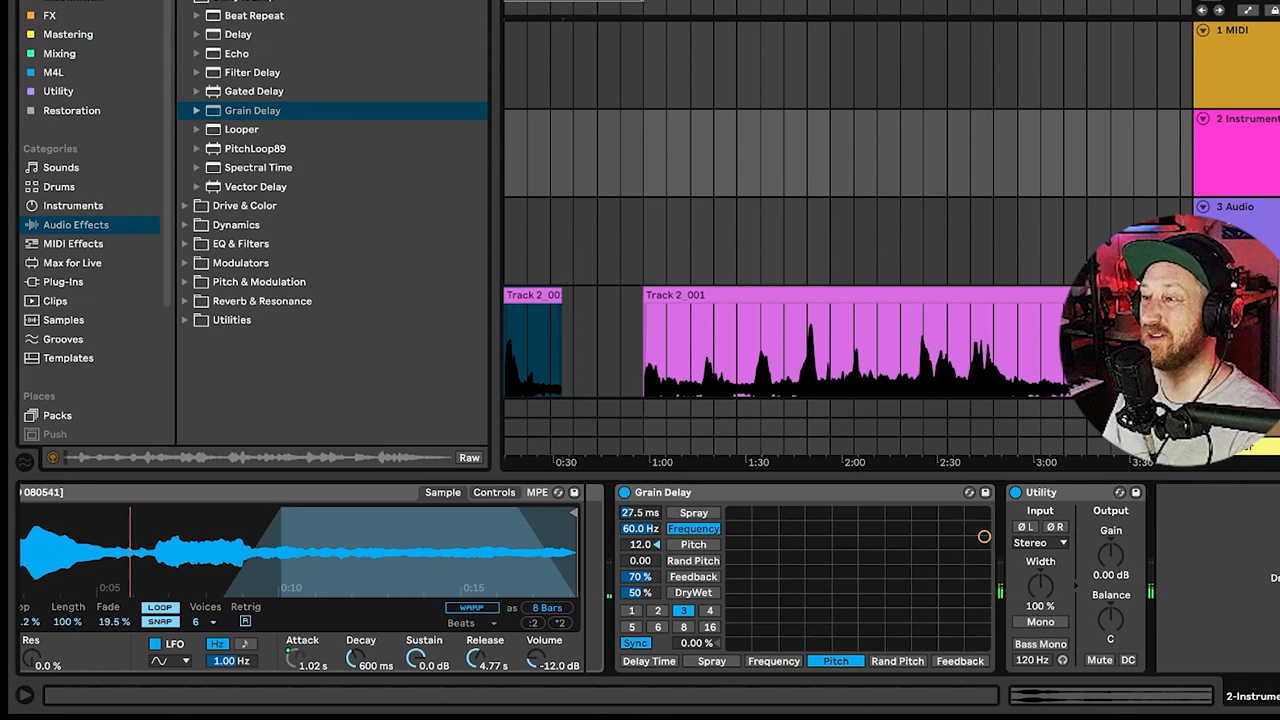 FX
Mastering
Mixing
M4L
Utility
Restoration
Categories
Sounds
Drums
Instruments
Audio Effects
MIDI Effects
Max for Live
Plug-Ins
Clips
Samples
Grooves
Templates
Places
Packs
Push
Beat Repeat
Delay
Echo
Filter Delay
Gated Delay
Grain Delay
Looper
PitchLoop89
Spectral Time
Vector Delay
Drive & Color
Dynamics
EQ & Filters
Modulators
Pitch & Modulation
Reverb & Resonance
Utilities
Raw
1 MIDI
2 Instrument
3 Audio
Track 2_001
Track 2_001
0:30 1:00 1:30 2:00 2:30 3:00 3:30
080541]
Sample Controls MPE
0:05 0:10 0:15
Length Fade LOOP Voices Retrig WARP as 8 Bars
.2 % 100 % 19.5 % SNAP 6 R Beats :2 *2
Res LFO Hz Attack Decay Sustain Release Volume
0.0 % 1.00 Hz 1.02 s 600 ms 0.0 dB 4.77 s -12.0 dB
Grain Delay
27.5 ms Spray
60.0 Hz Frequency
12.0 Pitch
0.00 Rand Pitch
70 % Feedback
50 % DryWet
1 2 3 4
5 6 8 16
Sync 0.00 %
Delay Time Spray Frequency Pitch Rand Pitch Feedback
Utility
Input Output
Ø L Ø R Gain
Stereo
Width 0.00 dB
Balance
100 %
Mono
Bass Mono C
120 Hz Mute DC
2-Instrume